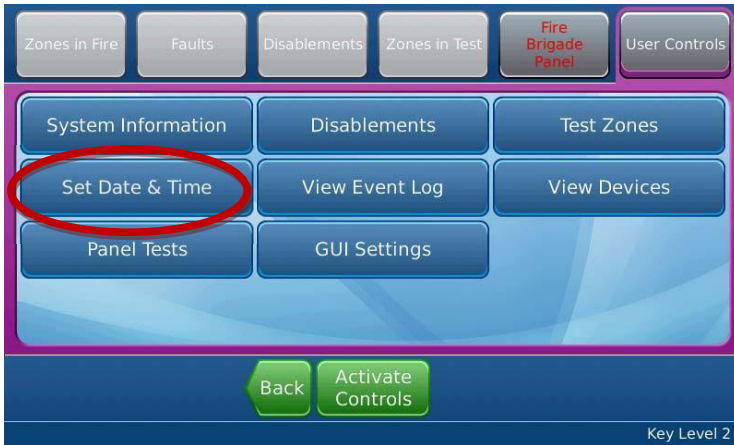 Zones in Fire
Faults
Disablements
Zones in Test
Fire
Brigade
Panel
User Controls
System Information
Disablements
Test Zones
Set Date & Time
View Event Log
View Devices
Panel Tests
GUI Settings
Back
Activate
Controls
Key Level 2